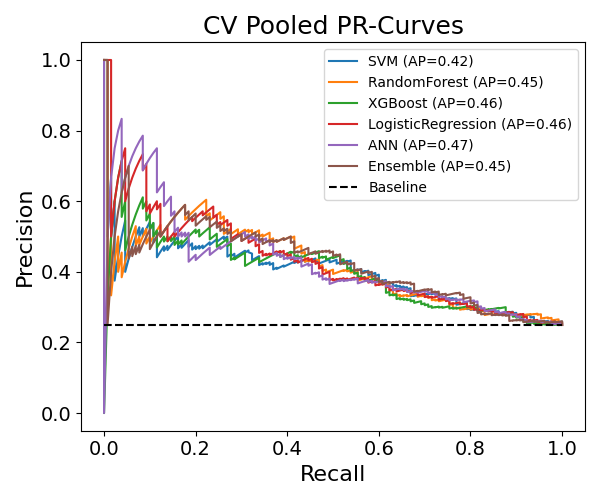 CV Pooled PR-Curves
1.0
0.8
0.6
0.4
0.2
0.0
Precision
SVM (AP=0.42)
RandomForest (AP=0.45)
XGBoost (AP=0.46)
LogisticRegression (AP=0.46)
ANN (AP=0.47)
Ensemble (AP=0.45)
Baseline
0.0 0.2 0.4 0.6 0.8 1.0
Recall